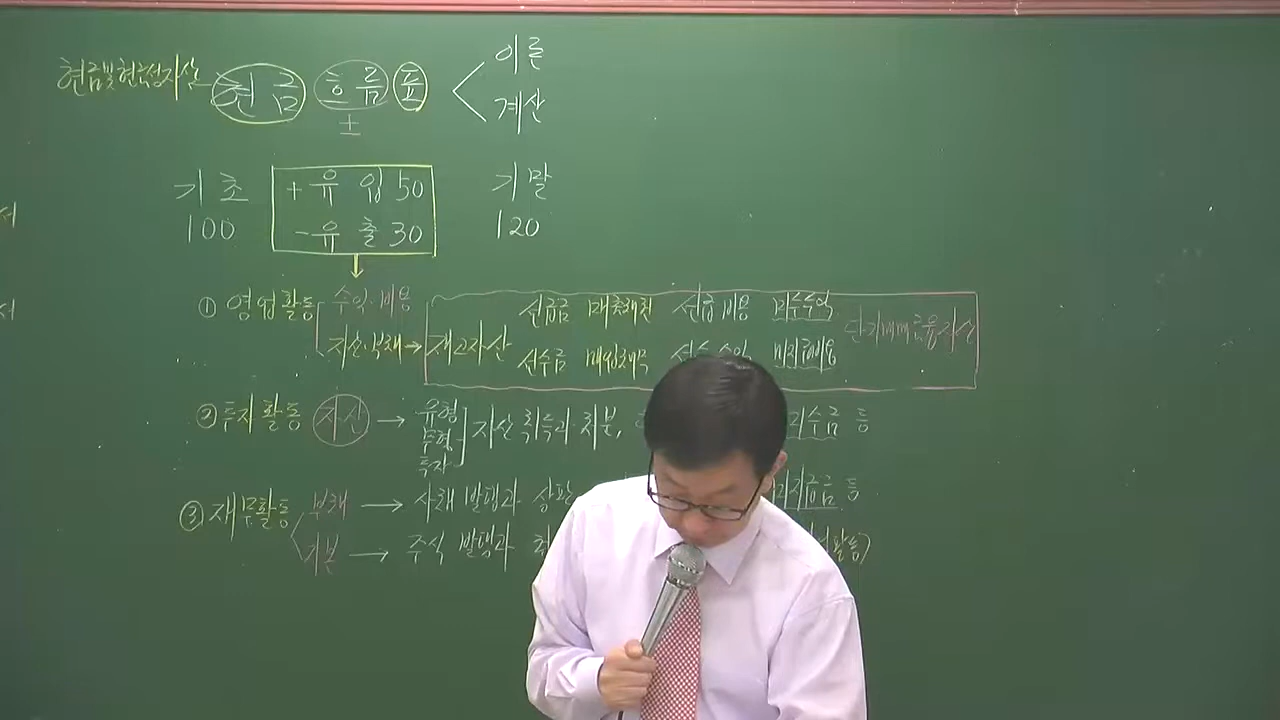 현금및현금성자산 현금 흐름 표 이론
± 계산
기초 + 유입 50 기말
100 - 유출 30 120
① 영업활동 수익·비용 선급금 매출채권 선급비용 미수수익 단기매매금융자산
자산·부채 → 재고자산 선수금 매입채무 미지급비용
② 투자활동 자산 → 유형 자산 취득과 처분, 미수금 등
무형
투자
③ 재무활동 부채 → 사채 발행과 상환 미지급금 등
자본 → 주식 발행과 활동)